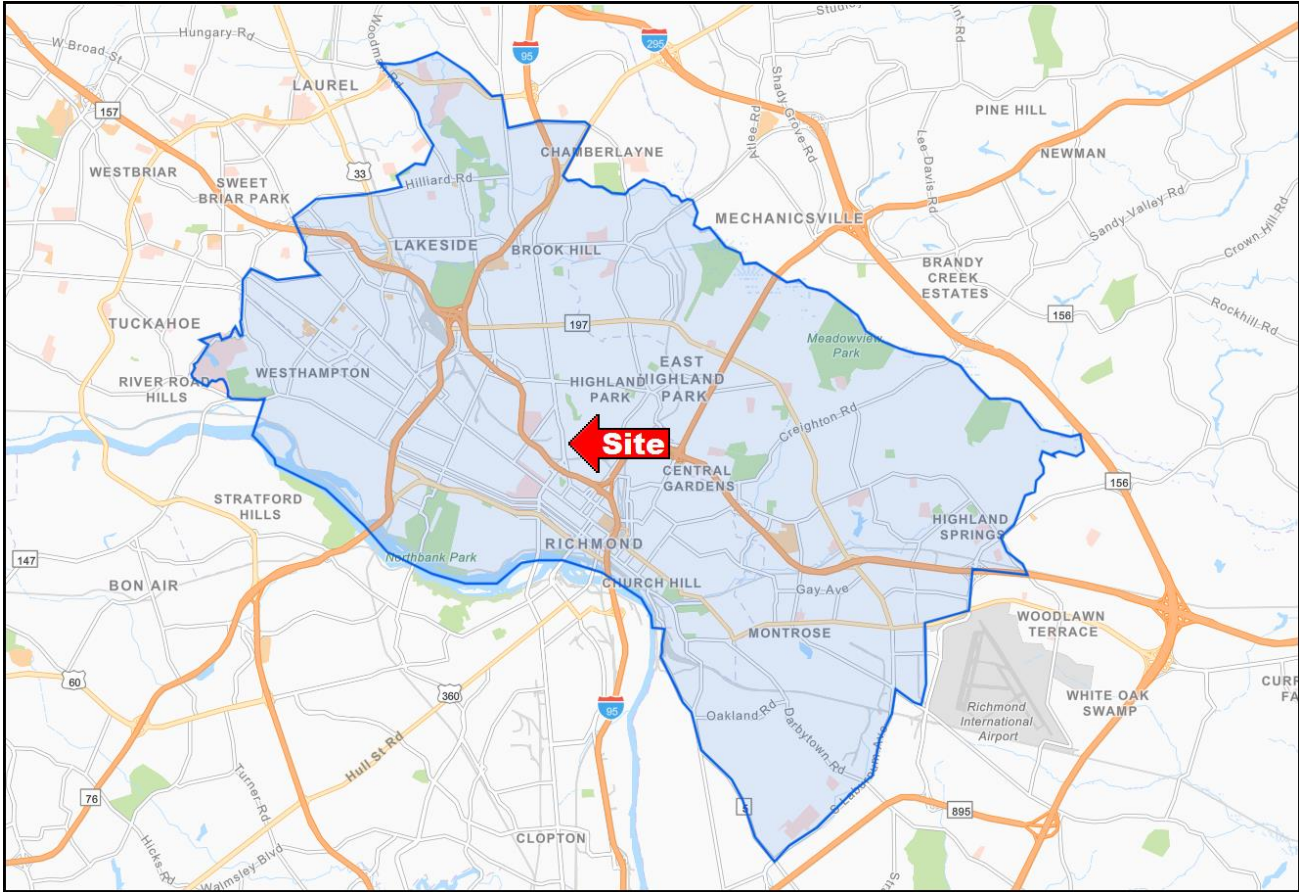 Hungary Rd
W Broad St
Woodman Rd
95
295
LAUREL
157
Shady Grove Rd
PINE HILL
Atlee Rd
Lee Davis Rd
CHAMBERLAYNE
NEWMAN
WESTBRIAR
33
SWEET
BRIAR PARK
Hilliard Rd
Sandy Valley Rd
Crown Hill Rd
MECHANICSVILLE
LAKESIDE
BROOK HILL
BRANDY
CREEK
ESTATES
Rockhill Rd
156
TUCKAHOE
197
Meadowview
Park
EAST
HIGHLAND
PARK
HIGHLAND
PARK
WESTHAMPTON
RIVER ROAD
HILLS
Creighton Rd
Site
CENTRAL
GARDENS
156
STRATFORD
HILLS
HIGHLAND
SPRINGS
RICHMOND
Northbank Park
147
BON AIR
CHURCH HILL
Gay Ave
WOODLAWN
TERRACE
MONTROSE
60
360
95
Oakland Rd
Darbytown Rd
Richmond
International
Airport
WHITE OAK
SWAMP
Hull St Rd
S Laburnum Ave
Turner Rd
76
5
895
CLOPTON
Hicks Rd
Walmsley Blvd